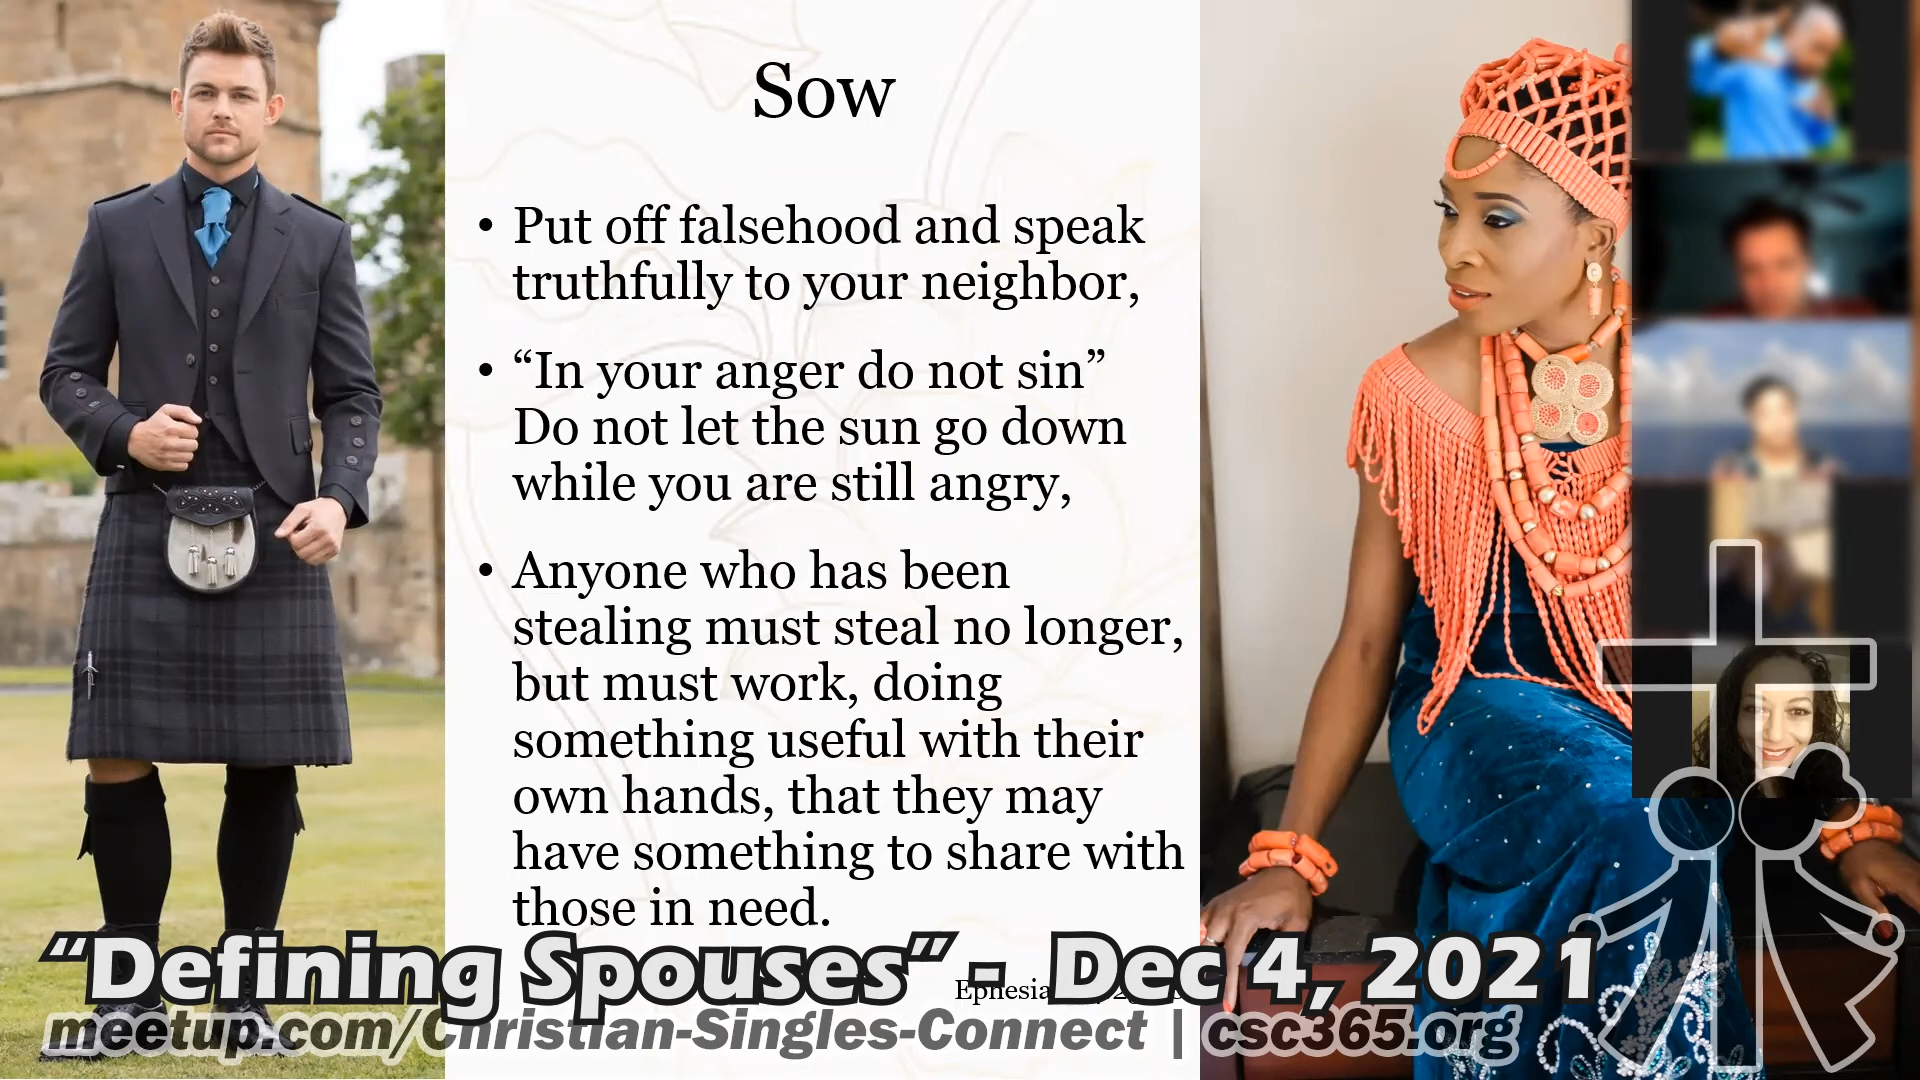 Sow
• Put off falsehood and speak
truthfully to your neighbor,
• “In your anger do not sin”
Do not let the sun go down
while you are still angry,
• Anyone who has been
stealing must steal no longer,
but must work, doing
something useful with their
own hands, that they may
have something to share with
those in need.
“Defining Spouses” - Dec 4, 2021
meetup.com/Christian-Singles-Connect | csc365.org